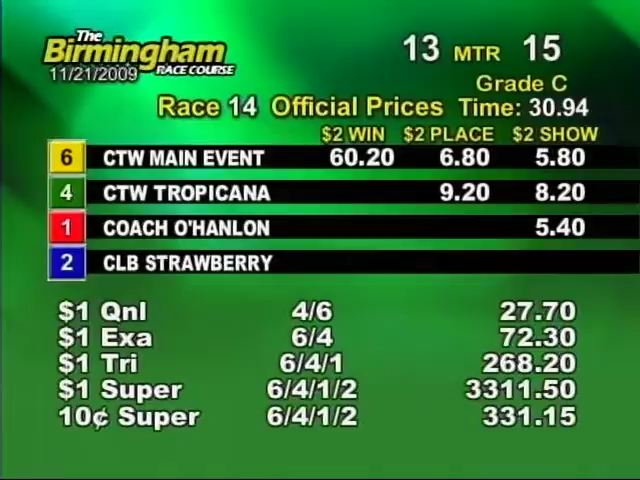 The
Birmingham
RACE COURSE
11/21/2009
13 MTR 15
Grade C
Race 14 Official Prices Time: 30.94
$2 WIN $2 PLACE $2 SHOW
6 CTW MAIN EVENT 60.20 6.80 5.80
4 CTW TROPICANA 9.20 8.20
1 COACH O'HANLON 5.40
2 CLB STRAWBERRY
$1 Qnl 4/6 27.70
$1 Exa 6/4 72.30
$1 Tri 6/4/1 268.20
$1 Super 6/4/1/2 3311.50
10¢ Super 6/4/1/2 331.15